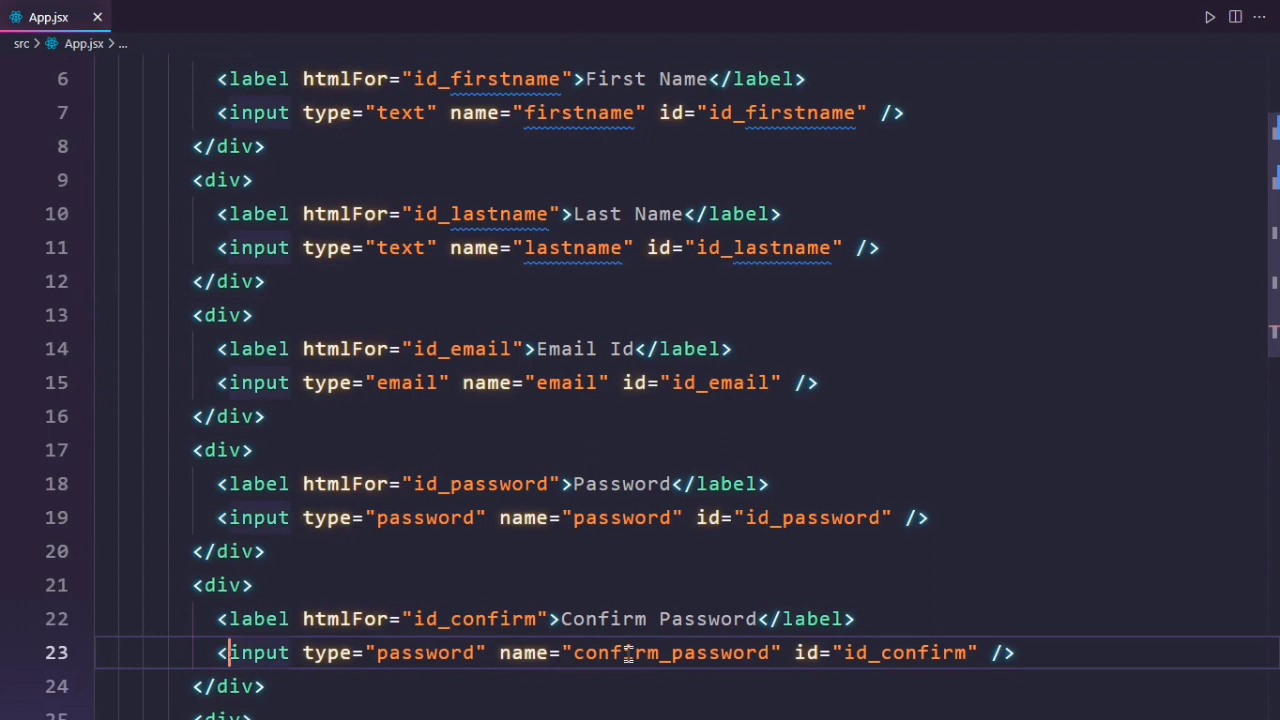 App.jsx
src > App.jsx > ...
6 <label htmlFor="id_firstname">First Name</label>
7 <input type="text" name="firstname" id="id_firstname" />
8 </div>
9 <div>
10 <label htmlFor="id_lastname">Last Name</label>
11 <input type="text" name="lastname" id="id_lastname" />
12 </div>
13 <div>
14 <label htmlFor="id_email">Email Id</label>
15 <input type="email" name="email" id="id_email" />
16 </div>
17 <div>
18 <label htmlFor="id_password">Password</label>
19 <input type="password" name="password" id="id_password" />
20 </div>
21 <div>
22 <label htmlFor="id_confirm">Confirm Password</label>
23 <input type="password" name="confirm_password" id="id_confirm" />
24 </div>
25 <div>